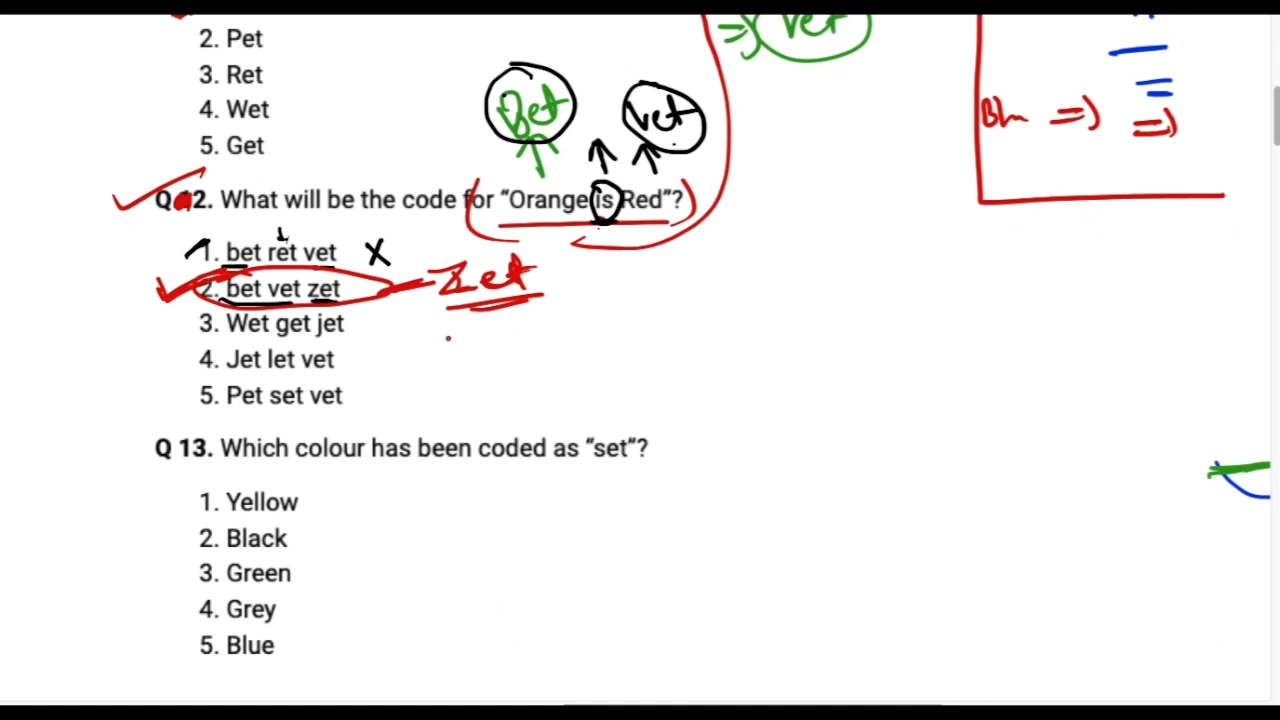 2. Pet
vet
3. Ret
4. Wet
Bet
vet
5. Get
Q 12. What will be the code for “Orange is Red”?
1. bet ret vet X
2. bet vet zet
Zet
3. Wet get jet
4. Jet let vet
5. Pet set vet
Q 13. Which colour has been coded as “set”?
1. Yellow
2. Black
3. Green
4. Grey
5. Blue